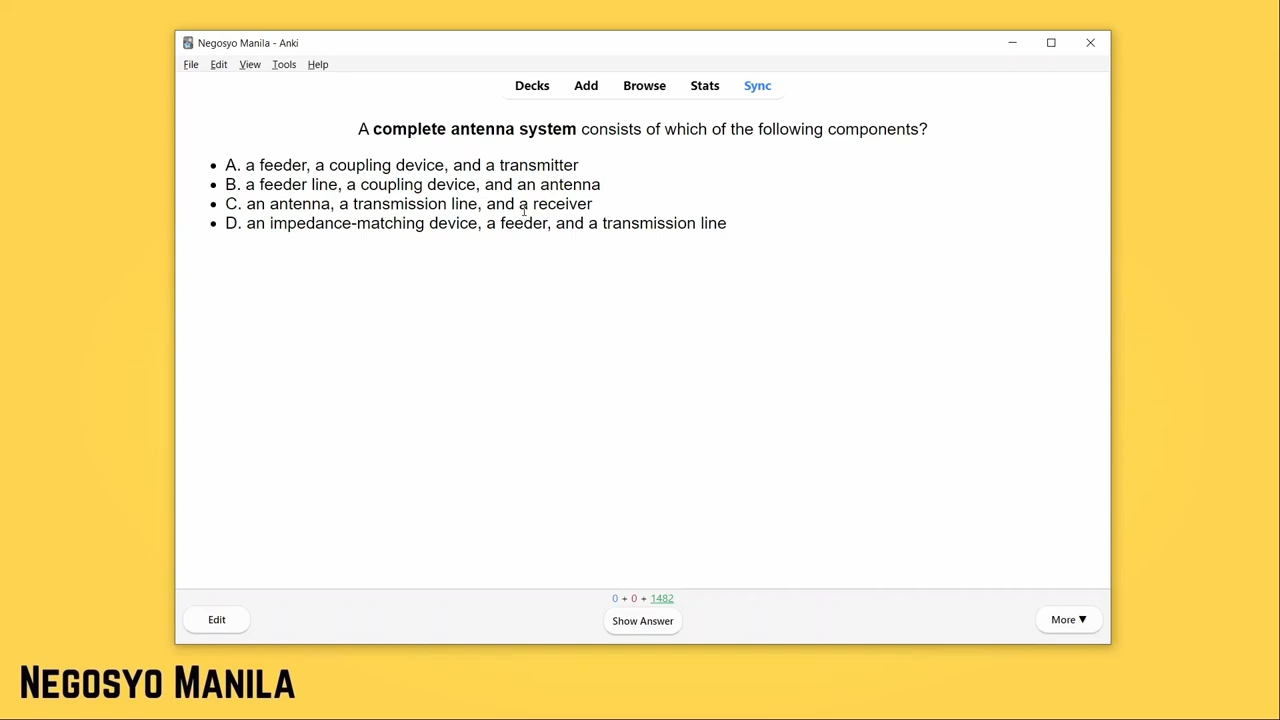 Negosyo Manila - Anki
File Edit View Tools Help
Decks Add Browse Stats Sync
A complete antenna system consists of which of the following components?
• A. a feeder, a coupling device, and a transmitter
• B. a feeder line, a coupling device, and an antenna
• C. an antenna, a transmission line, and a receiver
• D. an impedance-matching device, a feeder, and a transmission line
0 + 0 + 1482
Edit Show Answer More ▼
NEGOSYO MANILA